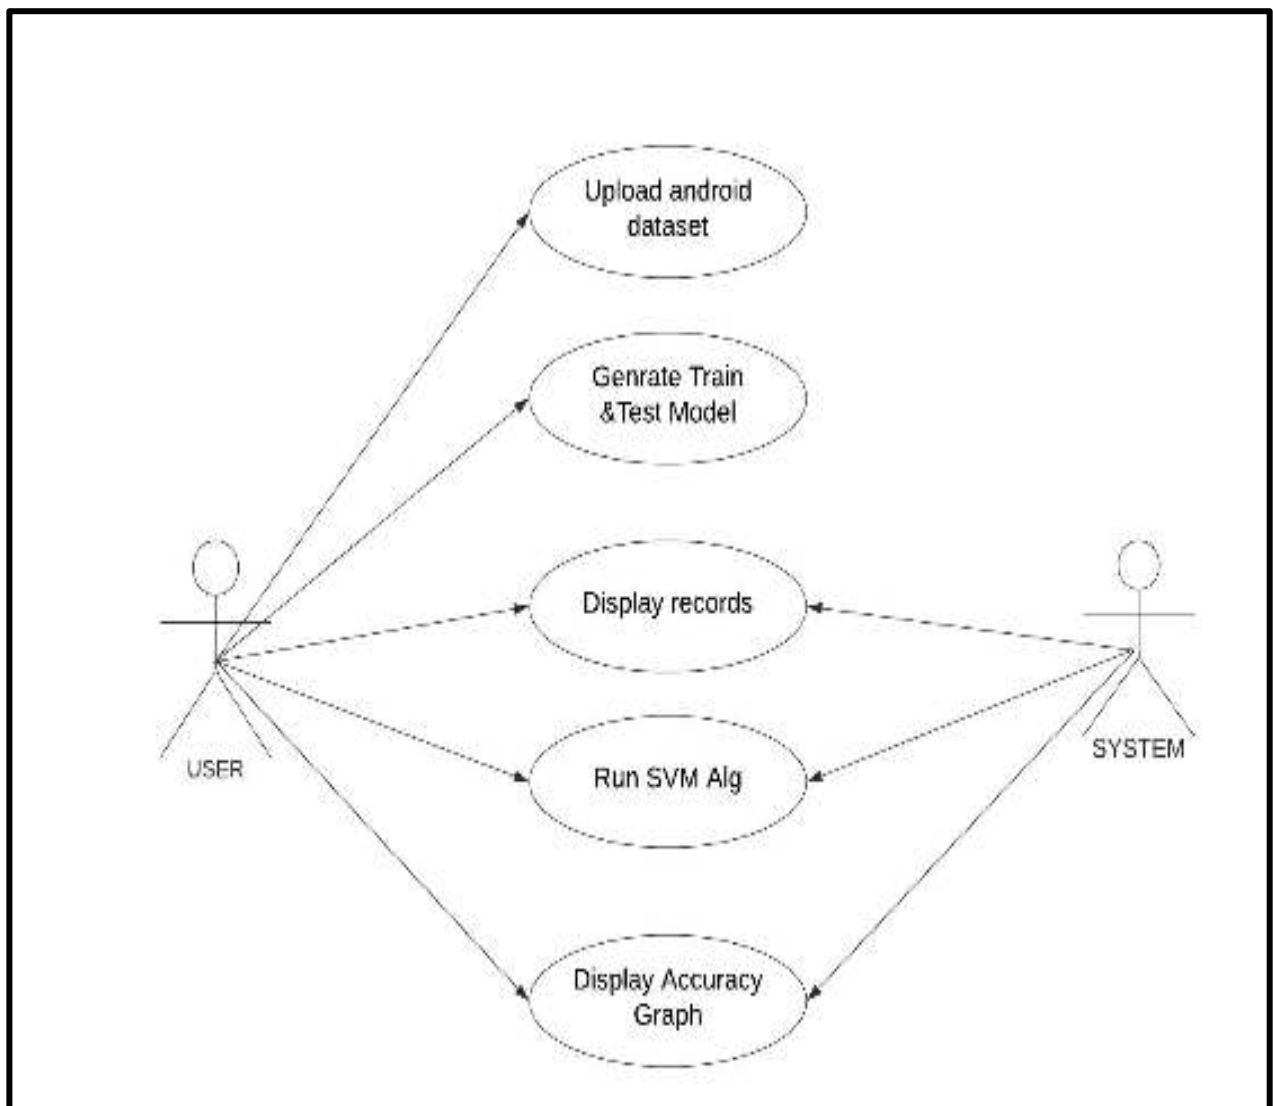 Upload android
dataset
Genrate Train
&Test Model
Display records
USER
SYSTEM
Run SVM Alg
Display Accuracy
Graph